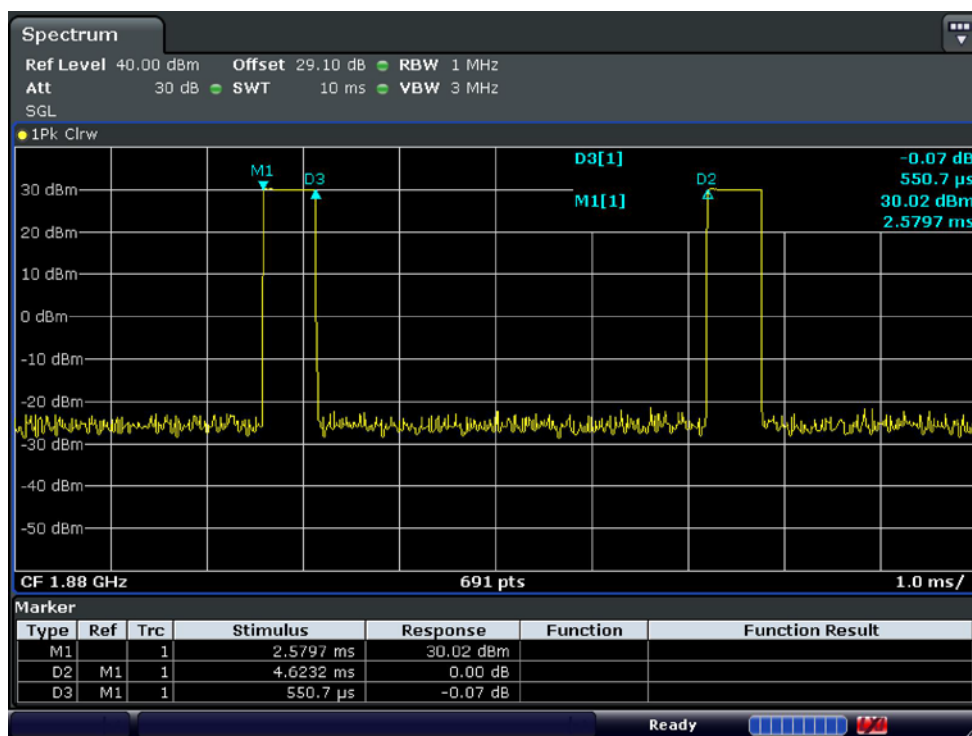 Spectrum
Ref Level 40.00 dBm Offset 29.10 dB RBW 1 MHz
Att 30 dB SWT 10 ms VBW 3 MHz
SGL
1Pk Clrw
D3[1] -0.07 dB
550.7 µs
M1[1] 30.02 dBm
2.5797 ms
M1
D3
D2
30 dBm
20 dBm
10 dBm
0 dBm
-10 dBm
-20 dBm
-30 dBm
-40 dBm
-50 dBm
CF 1.88 GHz 691 pts 1.0 ms/
Marker
Type Ref Trc Stimulus Response Function Function Result
M1 1 2.5797 ms 30.02 dBm
D2 M1 1 4.6232 ms 0.00 dB
D3 M1 1 550.7 µs -0.07 dB
Ready